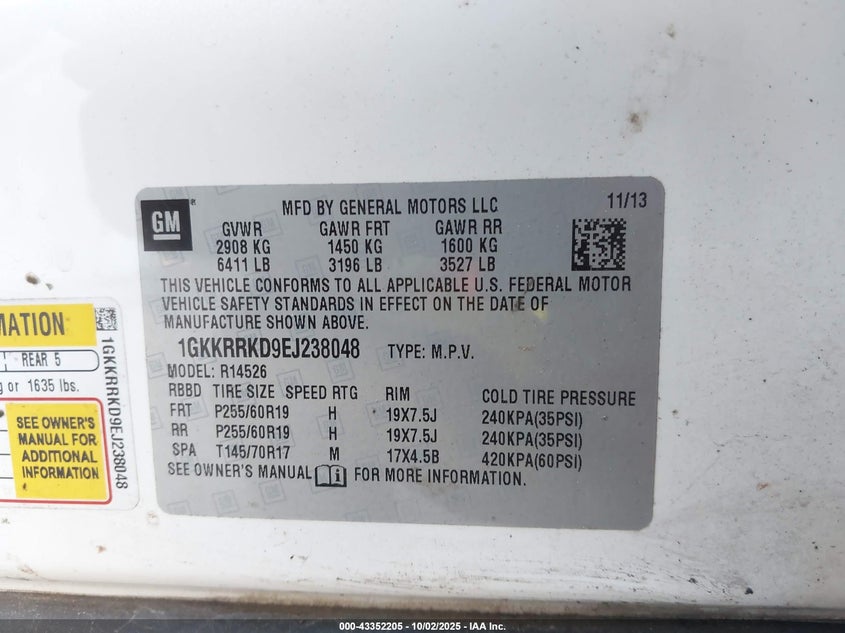 GM
®
MFD BY GENERAL MOTORS LLC
11/13
GVWR GAWR FRT GAWR RR
2908 KG 1450 KG 1600 KG
6411 LB 3196 LB 3527 LB
THIS VEHICLE CONFORMS TO ALL APPLICABLE U.S. FEDERAL MOTOR
VEHICLE SAFETY STANDARDS IN EFFECT ON THE DATE OF
MANUFACTURE SHOWN ABOVE.
1GKKRRKD9EJ238048 TYPE: M.P.V.
MODEL: R14526
RBBD TIRE SIZE SPEED RTG RIM COLD TIRE PRESSURE
FRT P255/60R19 H 19X7.5J 240KPA(35PSI)
RR P255/60R19 H 19X7.5J 240KPA(35PSI)
SPA T145/70R17 M 17X4.5B 420KPA(60PSI)
SEE OWNER'S MANUAL FOR MORE INFORMATION.
MATION
REAR 5
or 1635 lbs.
SEE OWNER'S
MANUAL FOR
ADDITIONAL
INFORMATION
1GKKRRKD9EJ238048
000-43352205 - 10/02/2025 - IAA Inc.